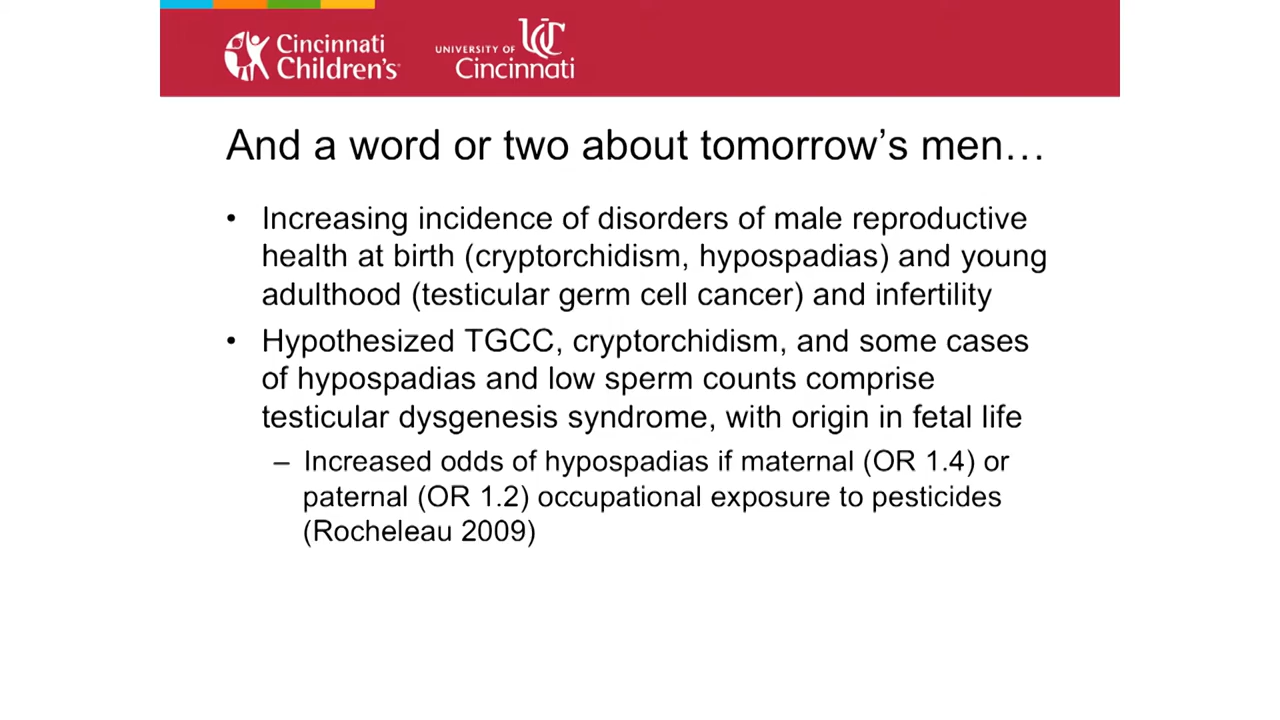 Cincinnati
Children's
UNIVERSITY OF
UC
Cincinnati
And a word or two about tomorrow's men…
• Increasing incidence of disorders of male reproductive
health at birth (cryptorchidism, hypospadias) and young
adulthood (testicular germ cell cancer) and infertility
• Hypothesized TGCC, cryptorchidism, and some cases
of hypospadias and low sperm counts comprise
testicular dysgenesis syndrome, with origin in fetal life
– Increased odds of hypospadias if maternal (OR 1.4) or
paternal (OR 1.2) occupational exposure to pesticides
(Rocheleau 2009)